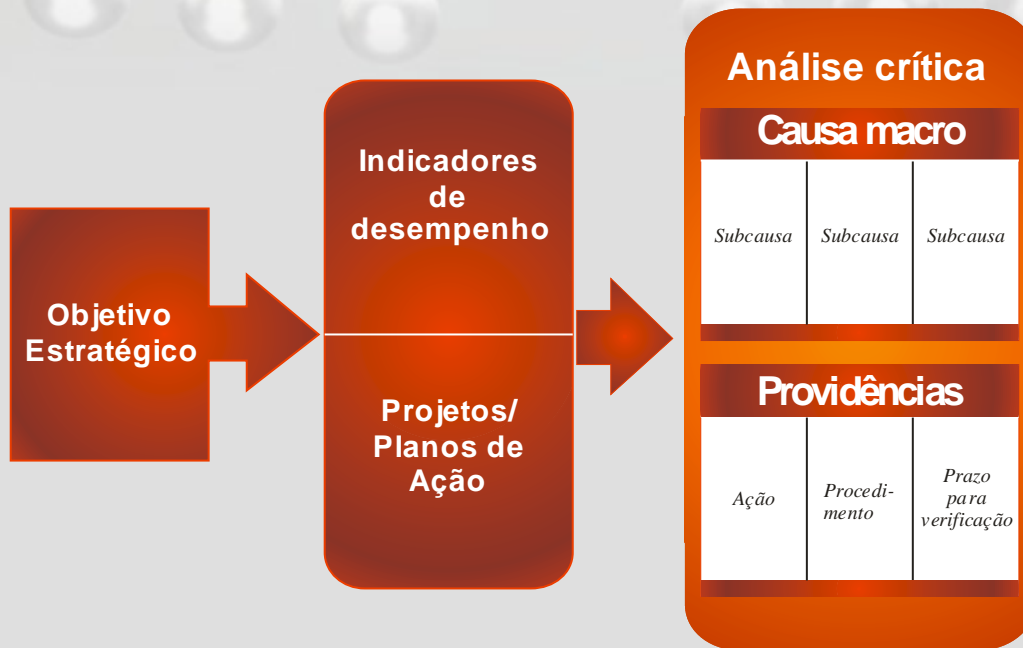 Objetivo
Estratégico
Indicadores
de
desempenho
Projetos/
Planos de
Ação
Análise crítica
Causa macro
Subcausa Subcausa Subcausa
Providências
Ação
Procedi-
mento
Prazo
para
verificação